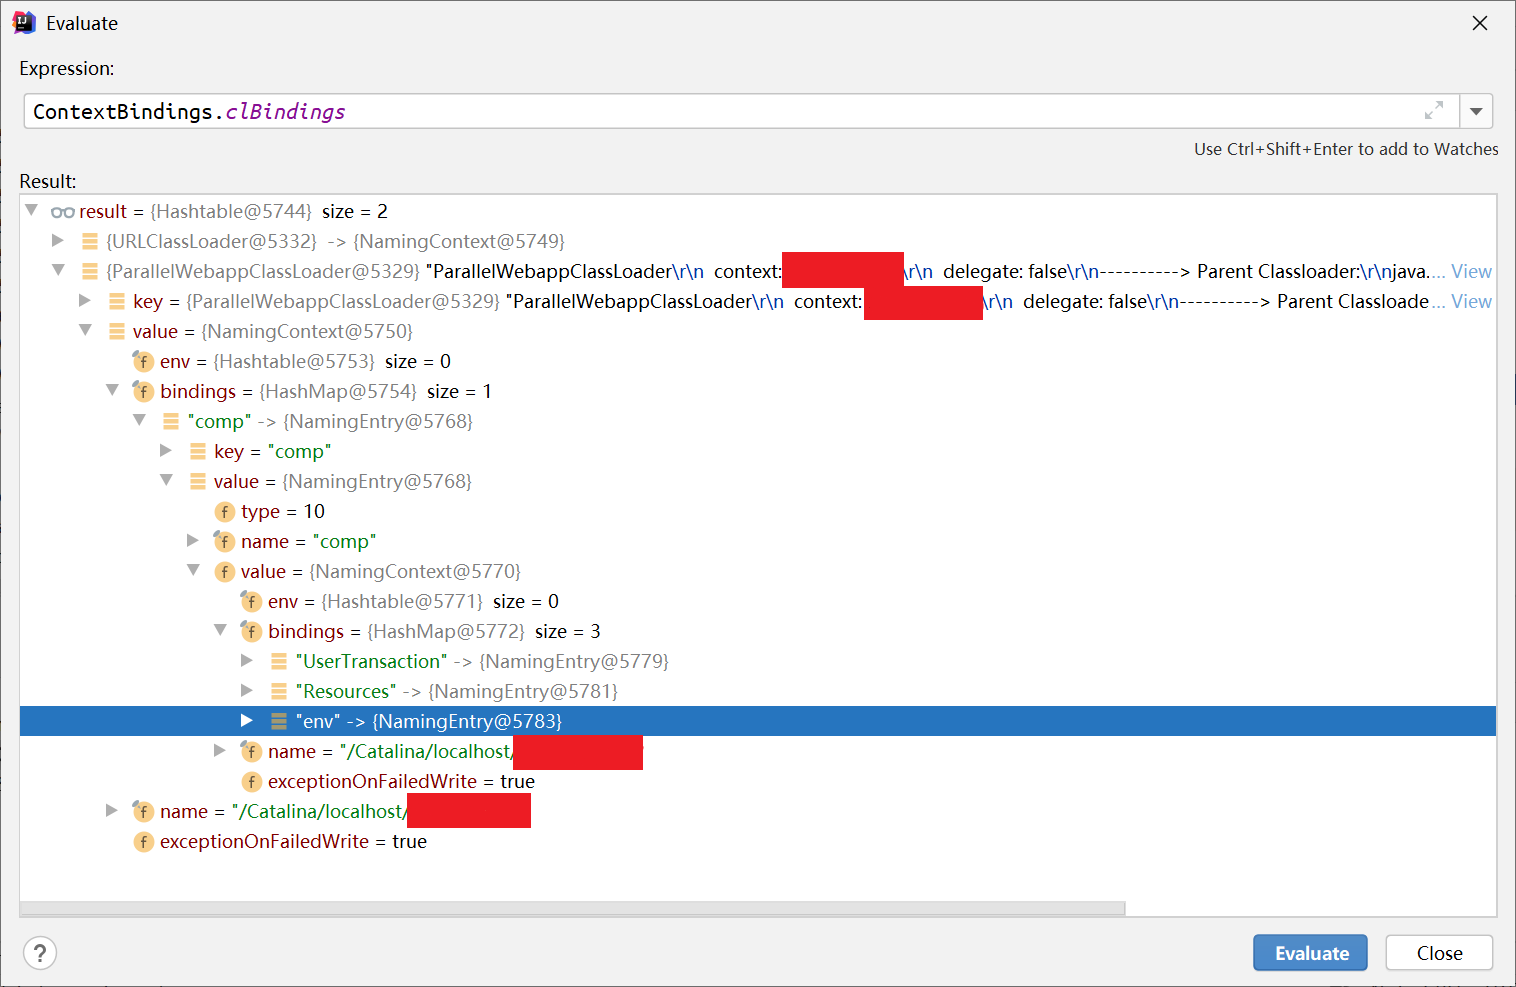 Evaluate
Expression:
ContextBindings.clBindings
Use Ctrl+Shift+Enter to add to Watches
Result:
result = {Hashtable@5744} size = 2
{URLClassLoader@5332} -> {NamingContext@5749}
{ParallelWebappClassLoader@5329} "ParallelWebappClassLoader\r\n context: \r\n delegate: false\r\n----------> Parent Classloader:\r\njava.... View
key = {ParallelWebappClassLoader@5329} "ParallelWebappClassLoader\r\n context: \r\n delegate: false\r\n----------> Parent Classloade... View
value = {NamingContext@5750}
env = {Hashtable@5753} size = 0
bindings = {HashMap@5754} size = 1
"comp" -> {NamingEntry@5768}
key = "comp"
value = {NamingEntry@5768}
type = 10
name = "comp"
value = {NamingContext@5770}
env = {Hashtable@5771} size = 0
bindings = {HashMap@5772} size = 3
"UserTransaction" -> {NamingEntry@5779}
"Resources" -> {NamingEntry@5781}
"env" -> {NamingEntry@5783}
name = "/Catalina/localhost/
exceptionOnFailedWrite = true
name = "/Catalina/localhost/
exceptionOnFailedWrite = true
?
Evaluate
Close